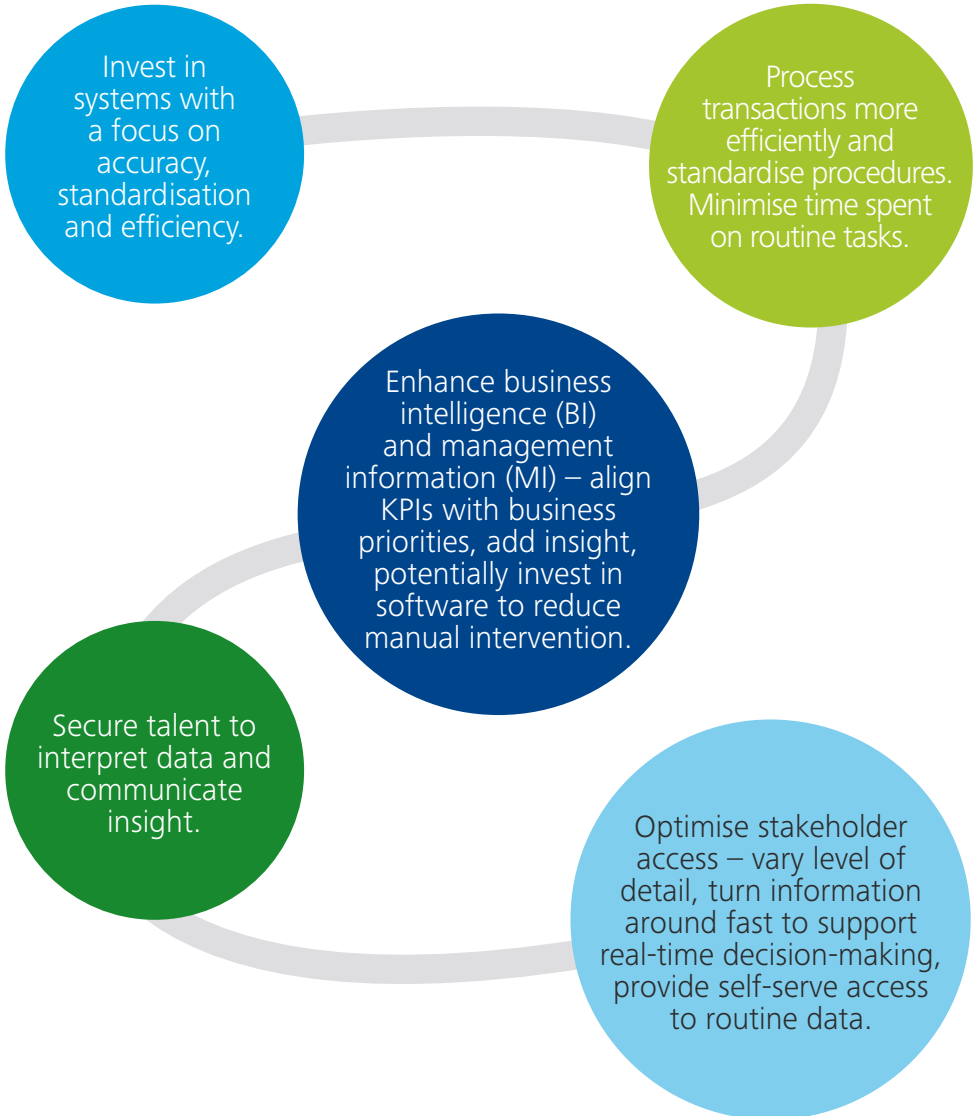 Invest in
systems with
a focus on
accuracy,
standardisation
and efficiency.
Process
transactions more
efficiently and
standardise procedures.
Minimise time spent
on routine tasks.
Enhance business
intelligence (BI)
and management
information (MI) – align
KPIs with business
priorities, add insight,
potentially invest in
software to reduce
manual intervention.
Secure talent to
interpret data and
communicate
insight.
Optimise stakeholder
access – vary level of
detail, turn information
around fast to support
real-time decision-making,
provide self-serve access
to routine data.